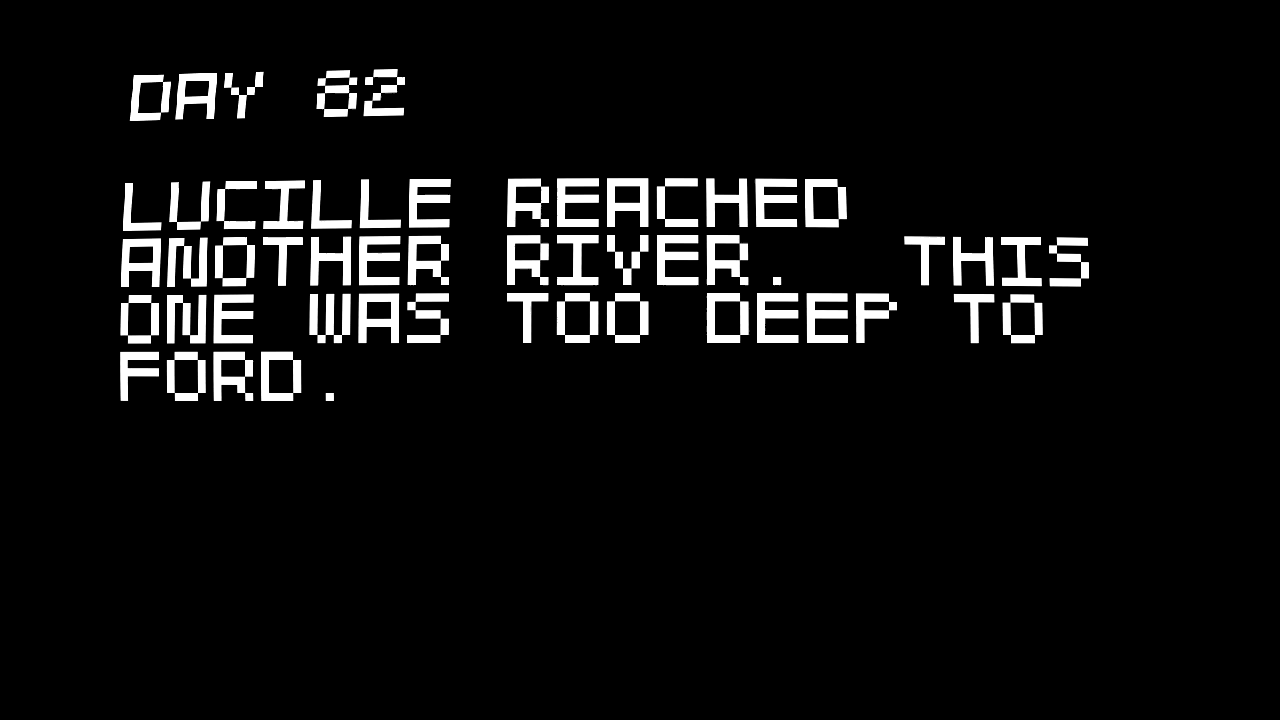 DAY 82
LUCILLE REACHED
ANOTHER RIVER.  THIS
ONE WAS TOO DEEP TO
FORD.